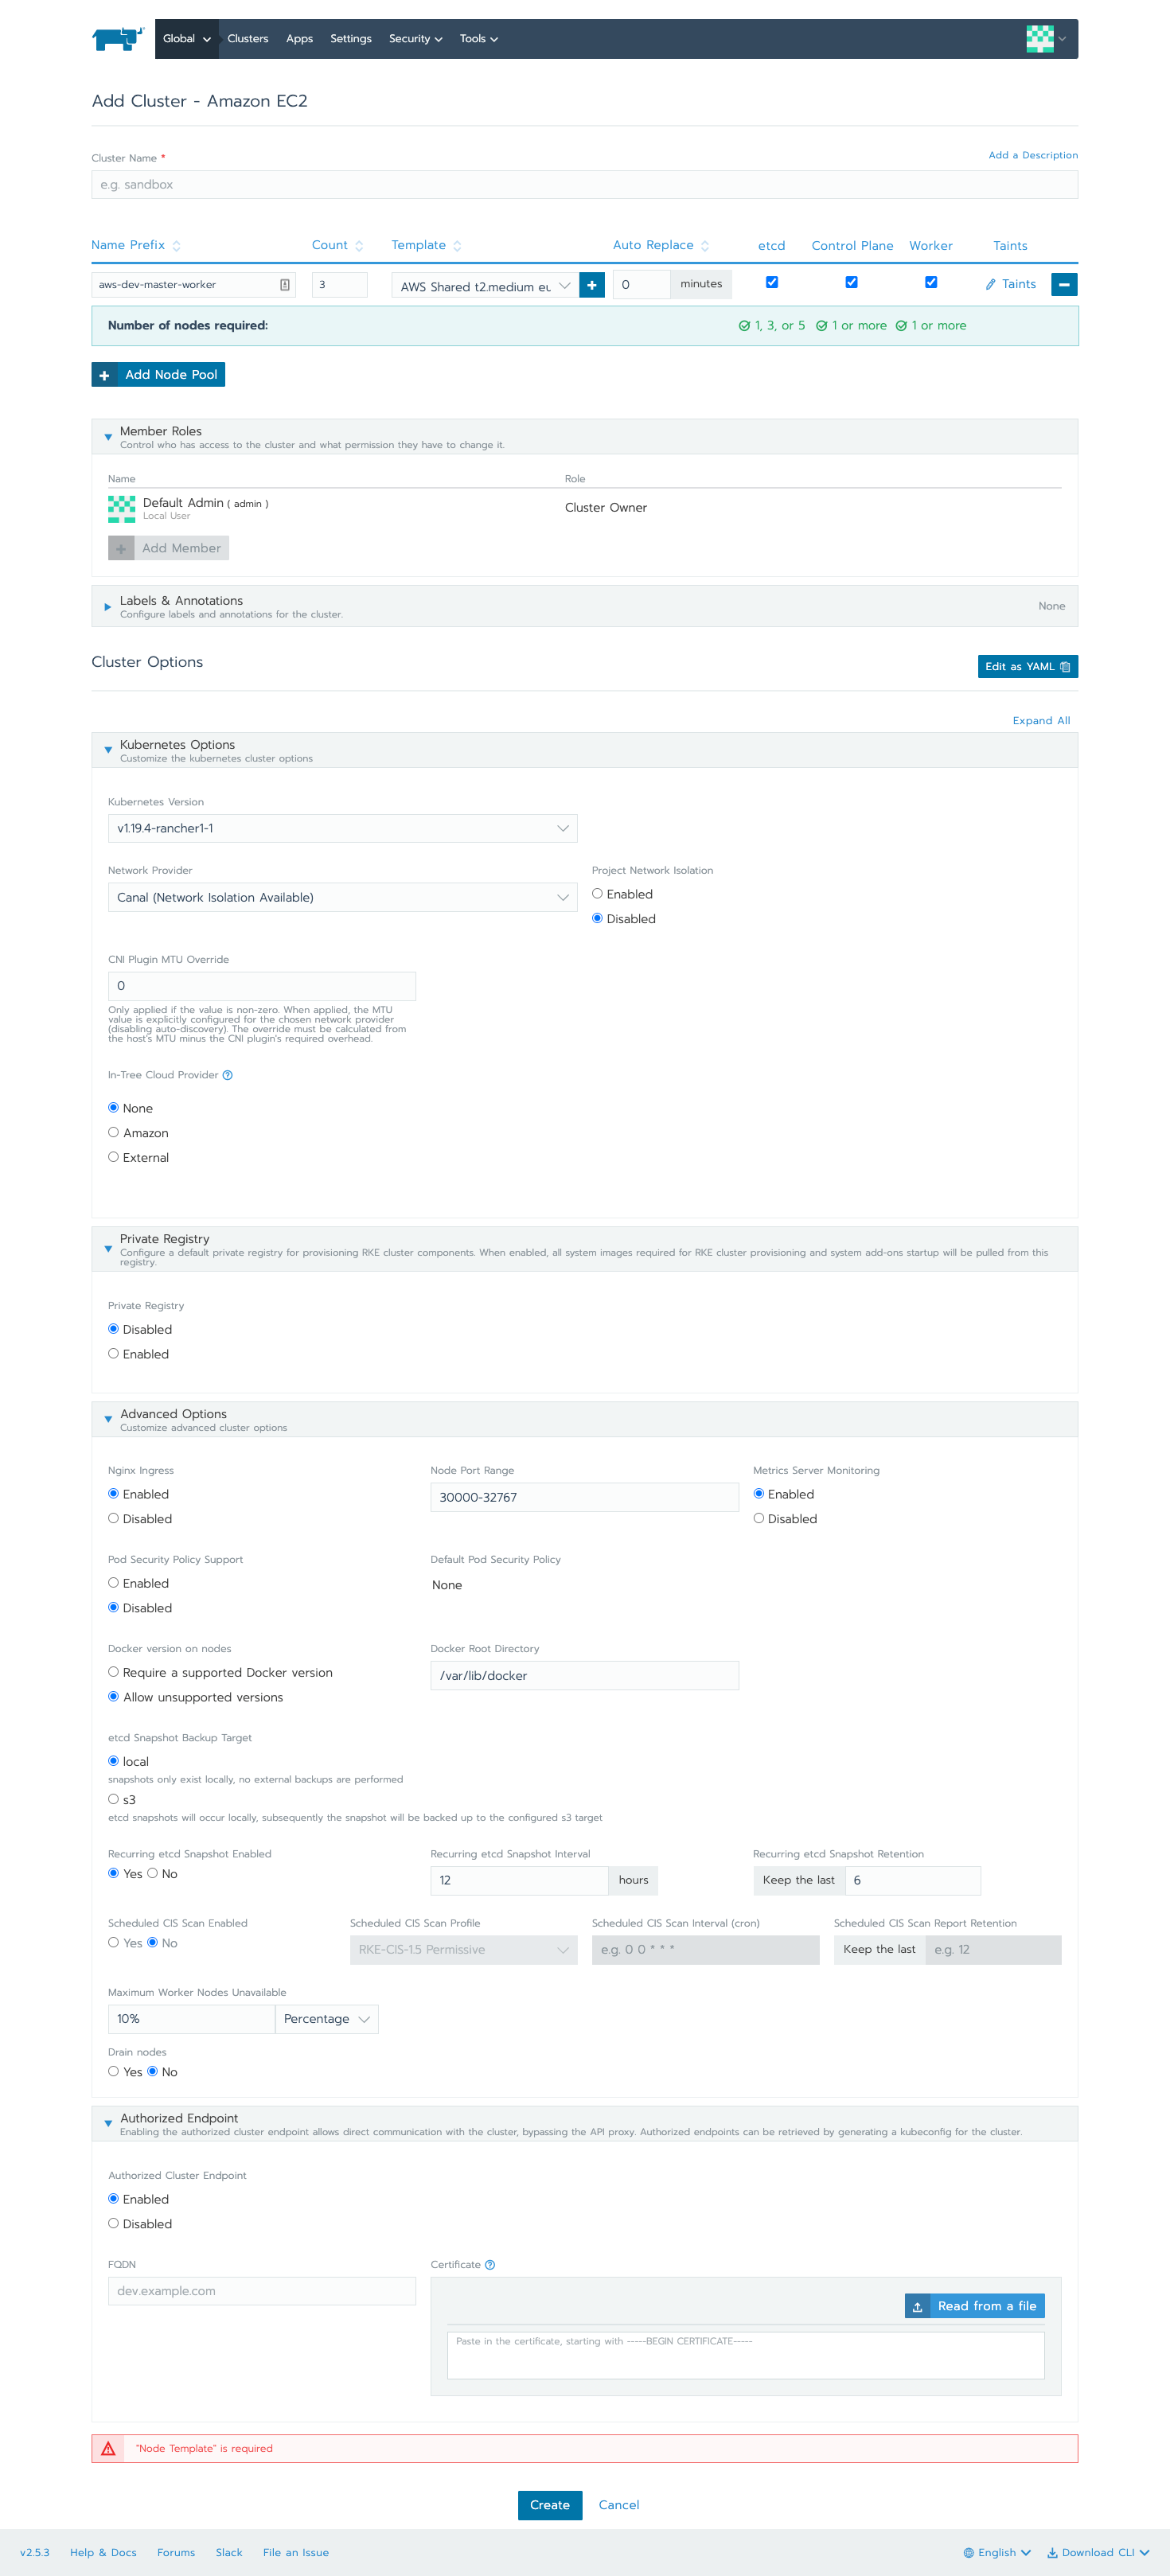 Global Clusters Apps Settings Security Tools
Add Cluster - Amazon EC2
Cluster Name * Add a Description
e.g. sandbox
Name Prefix Count Template Auto Replace etcd Control Plane Worker Taints
aws-dev-master-worker 3 AWS Shared t2.medium eu 0 minutes Taints
Number of nodes required: 1, 3, or 5 1 or more 1 or more
Add Node Pool
Member Roles
Control who has access to the cluster and what permission they have to change it.
Name Role
Default Admin ( admin ) Cluster Owner
Local User
Add Member
Labels & Annotations
Configure labels and annotations for the cluster. None
Cluster Options Edit as YAML
Expand All
Kubernetes Options
Customize the kubernetes cluster options
Kubernetes Version
v1.19.4-rancher1-1
Network Provider Project Network Isolation
Canal (Network Isolation Available) Enabled
Disabled
CNI Plugin MTU Override
0
Only applied if the value is non-zero. When applied, the MTU
value is explicitly configured for the chosen network provider
(disabling auto-discovery). The override must be calculated from
the host's MTU minus the CNI plugin's required overhead.
In-Tree Cloud Provider
None
Amazon
External
Private Registry
Configure a default private registry for provisioning RKE cluster components. When enabled, all system images required for RKE cluster provisioning and system add-ons startup will be pulled from this
registry.
Private Registry
Disabled
Enabled
Advanced Options
Customize advanced cluster options
Nginx Ingress Node Port Range Metrics Server Monitoring
Enabled 30000-32767 Enabled
Disabled Disabled
Pod Security Policy Support Default Pod Security Policy
Enabled None
Disabled
Docker version on nodes Docker Root Directory
Require a supported Docker version /var/lib/docker
Allow unsupported versions
etcd Snapshot Backup Target
local
snapshots only exist locally, no external backups are performed
s3
etcd snapshots will occur locally, subsequently the snapshot will be backed up to the configured s3 target
Recurring etcd Snapshot Enabled Recurring etcd Snapshot Interval Recurring etcd Snapshot Retention
Yes No 12 hours Keep the last 6
Scheduled CIS Scan Enabled Scheduled CIS Scan Profile Scheduled CIS Scan Interval (cron) Scheduled CIS Scan Report Retention
Yes No RKE-CIS-1.5 Permissive e.g. 0 0 * * * Keep the last e.g. 12
Maximum Worker Nodes Unavailable
10% Percentage
Drain nodes
Yes No
Authorized Endpoint
Enabling the authorized cluster endpoint allows direct communication with the cluster, bypassing the API proxy. Authorized endpoints can be retrieved by generating a kubeconfig for the cluster.
Authorized Cluster Endpoint
Enabled
Disabled
FQDN Certificate
dev.example.com
Read from a file
Paste in the certificate, starting with -----BEGIN CERTIFICATE-----
"Node Template" is required
Create Cancel
v2.5.3 Help & Docs Forums Slack File an Issue English Download CLI